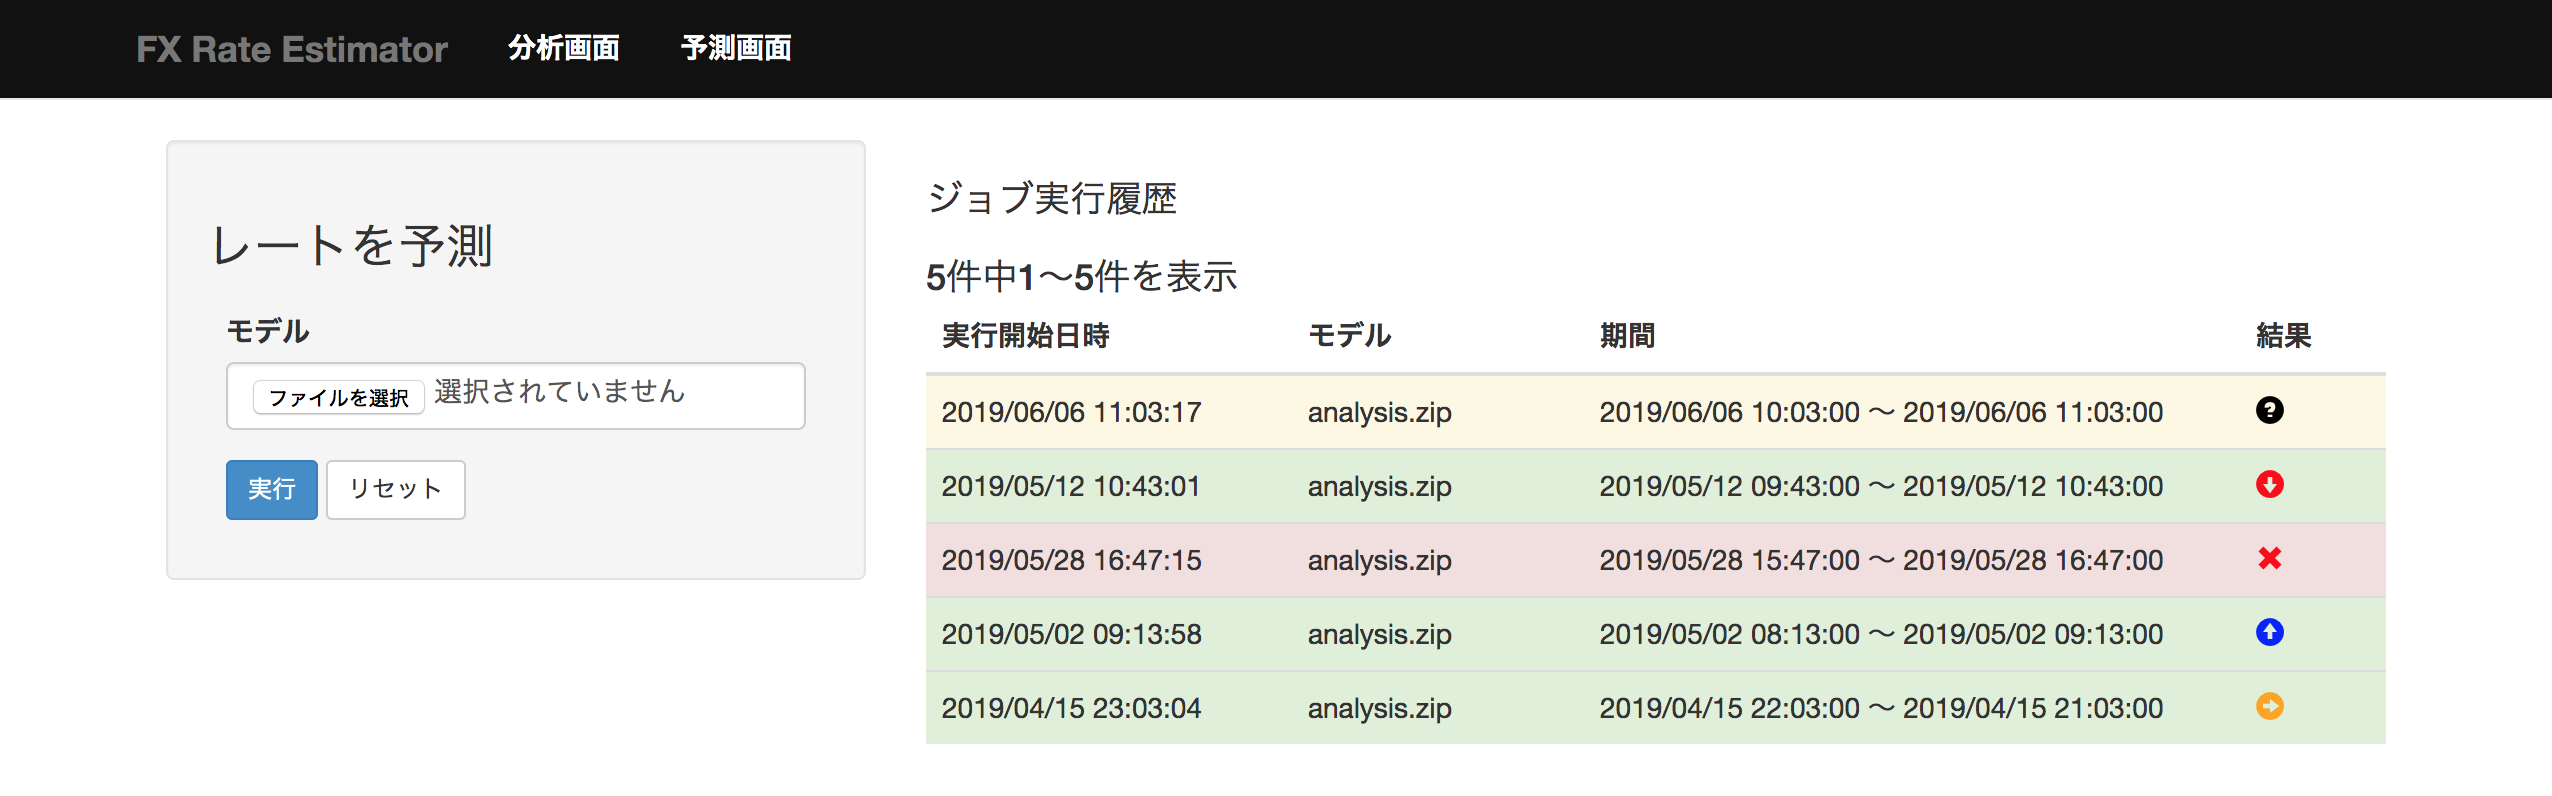 FX Rate Estimator 分析画面 予測画面
レートを予測
モデル
ファイルを選択 選択されていません
実行 リセット
ジョブ実行履歴
5件中1〜5件を表示
実行開始日時 モデル 期間 結果
2019/06/06 11:03:17 analysis.zip 2019/06/06 10:03:00 〜 2019/06/06 11:03:00
2019/05/12 10:43:01 analysis.zip 2019/05/12 09:43:00 〜 2019/05/12 10:43:00
2019/05/28 16:47:15 analysis.zip 2019/05/28 15:47:00 〜 2019/05/28 16:47:00
2019/05/02 09:13:58 analysis.zip 2019/05/02 08:13:00 〜 2019/05/02 09:13:00
2019/04/15 23:03:04 analysis.zip 2019/04/15 22:03:00 〜 2019/04/15 21:03:00